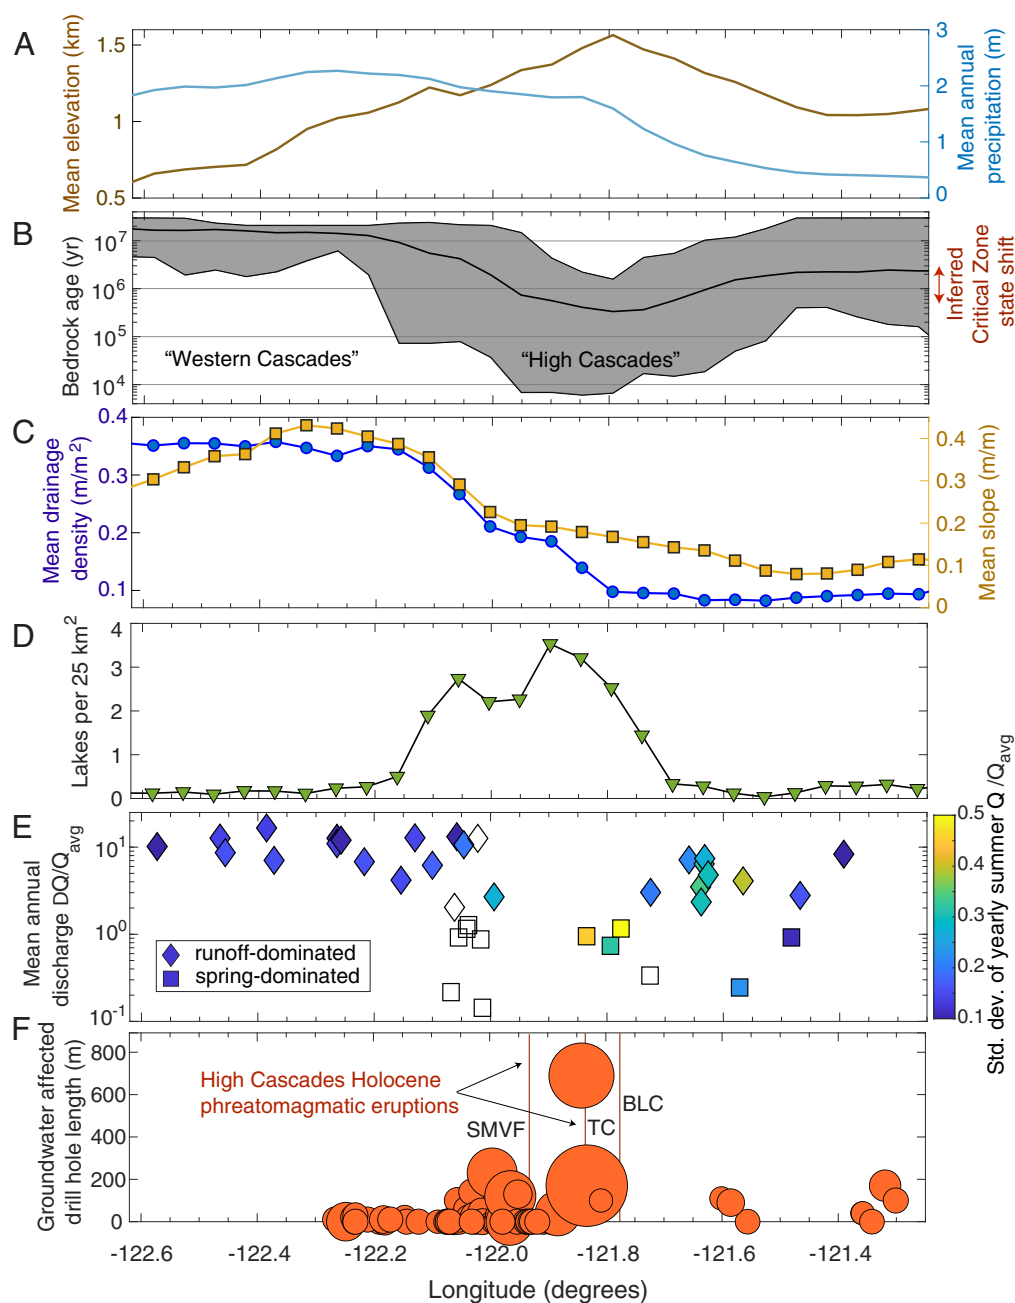 A
Mean elevation (km)
1.5
1
0.5
3
2
1
0
Mean annual
precipitation (m)
B
Bedrock age (yr)
10^7
10^6
10^5
10^4
"Western Cascades"
"High Cascades"
Inferred
Critical Zone
state shift
C
Mean drainage
density (m/m²)
0.4
0.3
0.2
0.1
0.4
0.3
0.2
0.1
0
Mean slope (m/m)
D
Lakes per 25 km²
4
3
2
1
0
E
Mean annual
discharge DQ/Q_avg
10^1
10^0
10^-1
runoff-dominated
spring-dominated
0.5
0.4
0.3
0.2
0.1
Std. dev. of yearly summer Q /Q_avg
F
Groundwater affected
drill hole length (m)
800
600
400
200
0
High Cascades Holocene
phreatomagmatic eruptions
SMVF
TC
BLC
-122.6
-122.4
-122.2
-122.0
-121.8
-121.6
-121.4
Longitude (degrees)